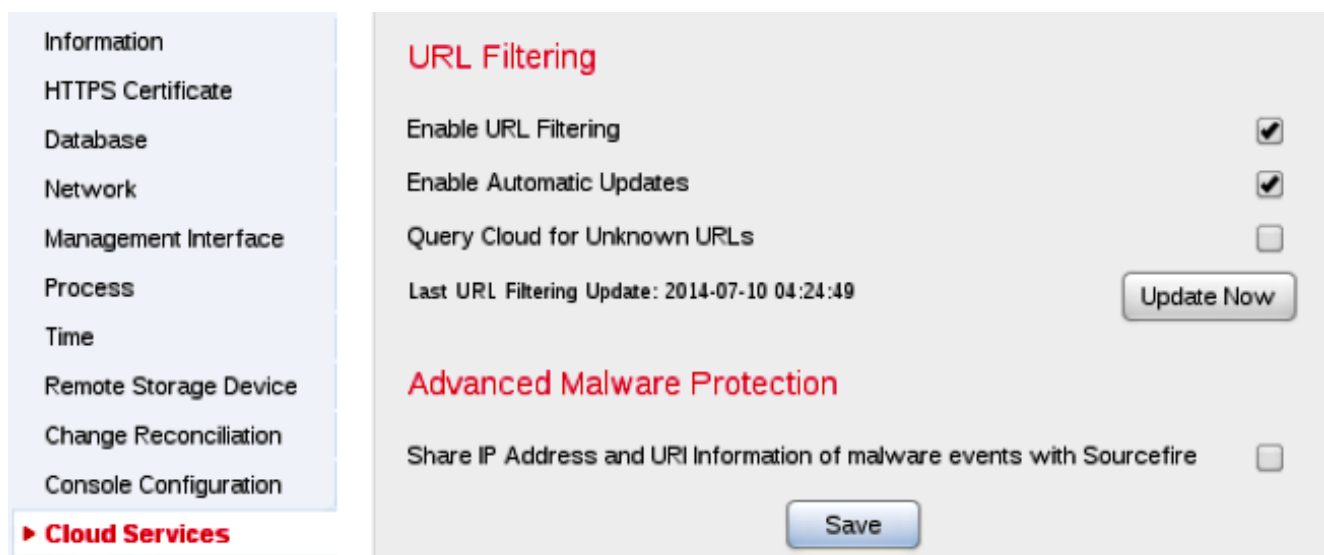 Information
HTTPS Certificate
Database
Network
Management Interface
Process
Time
Remote Storage Device
Change Reconciliation
Console Configuration
Cloud Services
URL Filtering
Enable URL Filtering
Enable Automatic Updates
Query Cloud for Unknown URLs
Last URL Filtering Update: 2014-07-10 04:24:49
Update Now
Advanced Malware Protection
Share IP Address and URI Information of malware events with Sourcefire
Save